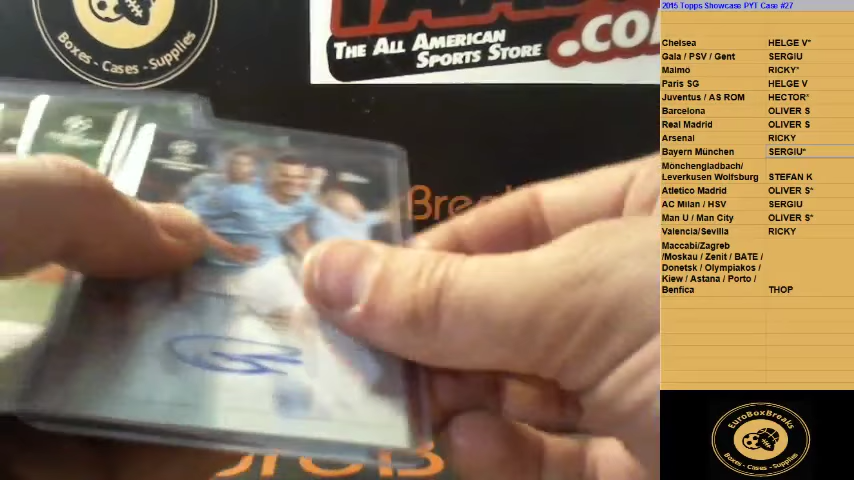 2015 Topps Showcase PYT Case #27
Chelsea HELGE V*
Gala / PSV / Gent SERGIU
Malmö RICKY*
Paris SG HELGE V
Juventus / AS ROM HECTOR*
Barcelona OLIVER S
Real Madrid OLIVER S
Arsenal RICKY
Bayern München SERGIU*
Mönchengladbach/
Leverkusen Wolfsburg STEFAN K
Atletico Madrid OLIVER S*
AC Milan / HSV SERGIU
Man U / Man City OLIVER S*
Valencia/Sevilla RICKY
Maccabi/Zagreb
/Moskau / Zenit / BATE /
Donetsk / Olympiakos /
Kiew / Astana / Porto /
Benfica THOP
Boxes - Cases - Supplies
THE ALL AMERICAN
SPORTS STORE
EuroBoxBreaks
Boxes - Cases - Supplies